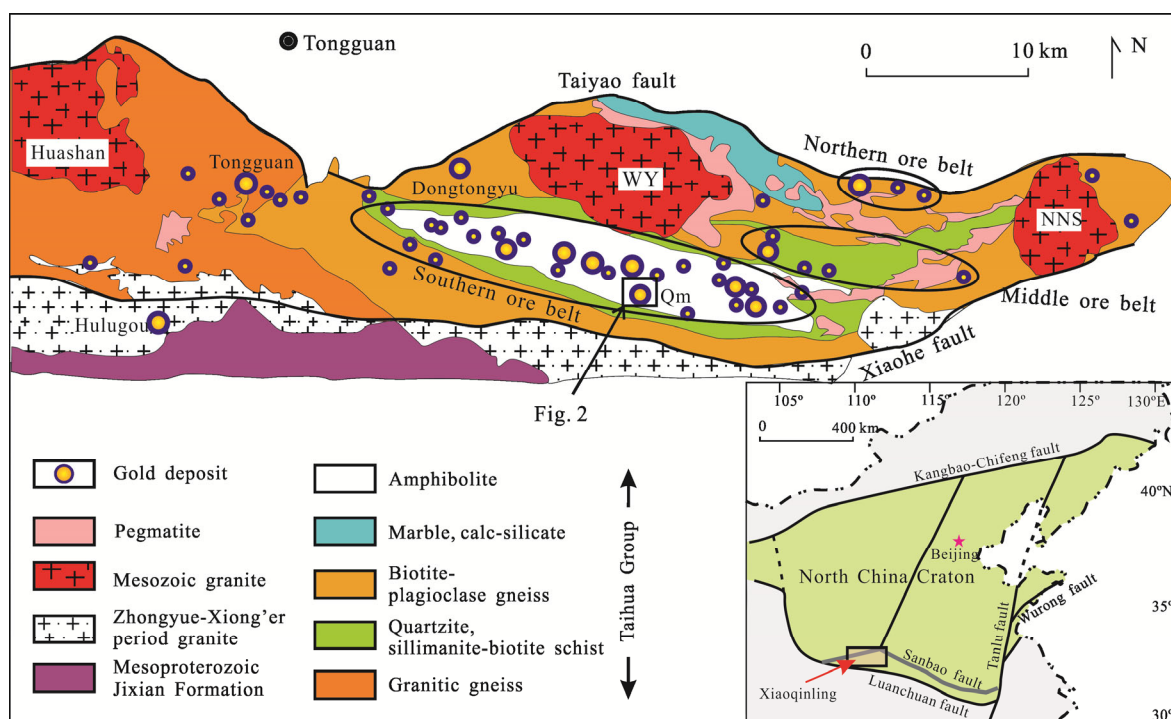 Tongguan
0 10 km
N
Taiyao fault
Huashan
Tongguan
Northern ore belt
WY
Dongtongyu
NNS
Southern ore belt
Qm
Middle ore belt
Hulugou
Xiaohe fault
Fig. 2
Gold deposit
Pegmatite
Mesozoic granite
Zhongyue-Xiong'er
period granite
Mesoproterozoic
Jixian Formation
Amphibolite
Marble, calc-silicate
Biotite-
plagioclase gneiss
Quartzite,
sillimanite-biotite schist
Granitic gneiss
Taihua Group
105° 110° 115° 120° 125° 130°E
0 400 km
Kangbao-Chifeng fault
40°N
Beijing
North China Craton
Wurong fault
35°
Tanlu fault
Sanbao fault
Xiaoqinling
Luanchuan fault
30°